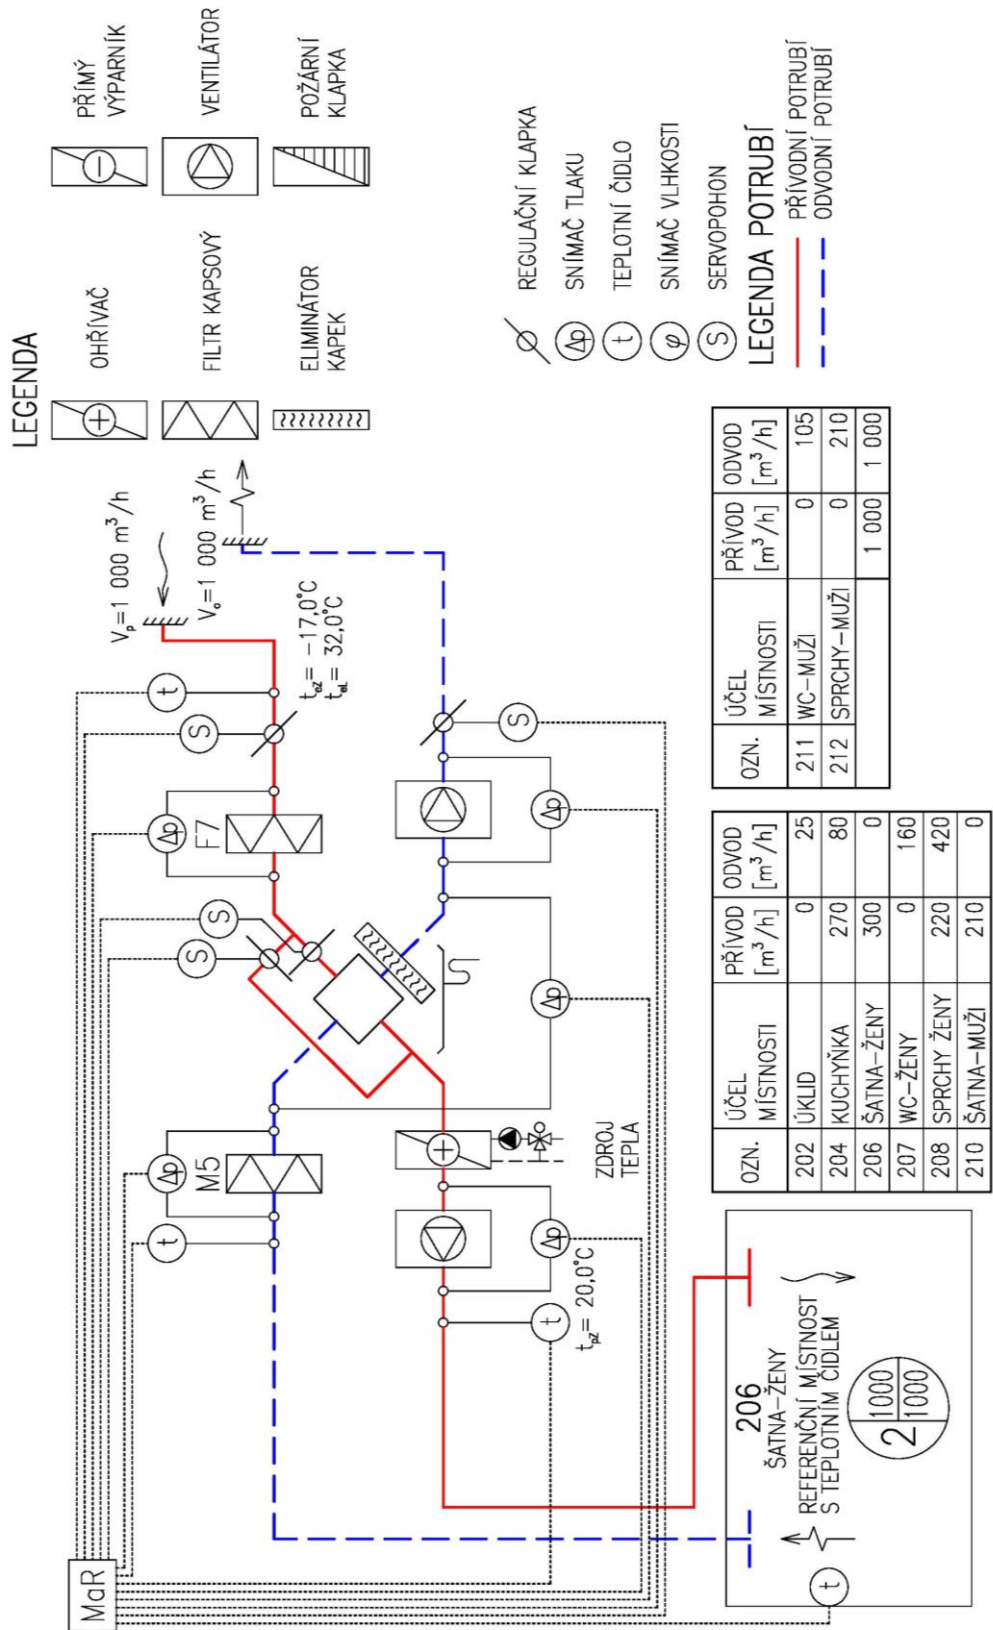 LEGENDA
OHŘÍVAČ
PŘÍMÝ
VÝPARNÍK
FILTR KAPSOVÝ
VENTILÁTOR
ELIMINÁTOR
KAPEK
POŽÁRNÍ
KLAPKA
REGULAČNÍ KLAPKA
Δp SNÍMAČ TLAKU
t TEPLOTNÍ ČIDLO
φ SNÍMAČ VLHKOSTI
S SERVOPOHON
LEGENDA POTRUBÍ
PŘÍVODNÍ POTRUBÍ
ODVODNÍ POTRUBÍ
MaR
t
Δp
M5
S
S
Δp
F7
S
t
Vp=1 000 m³/h
Vo=1 000 m³/h
teZ= -17,0°C
teL= 32,0°C
t
Δp
Δp
Δp
S
tpZ= 20,0°C
ZDROJ
TEPLA
t
206
ŠATNA-ŽENY
REFERENČNÍ MÍSTNOST
S TEPLOTNÍM ČIDLEM
2 1000
1000
OZN. ÚČEL MÍSTNOSTI PŘÍVOD [m³/h] ODVOD [m³/h]
202 ÚKLID 0 25
204 KUCHYŇKA 270 80
206 ŠATNA-ŽENY 300 0
207 WC-ŽENY 0 160
208 SPRCHY ŽENY 220 420
210 ŠATNA-MUŽI 210 0
OZN. ÚČEL MÍSTNOSTI PŘÍVOD [m³/h] ODVOD [m³/h]
211 WC-MUŽI 0 105
212 SPRCHY-MUŽI 0 210
1 000 1 000